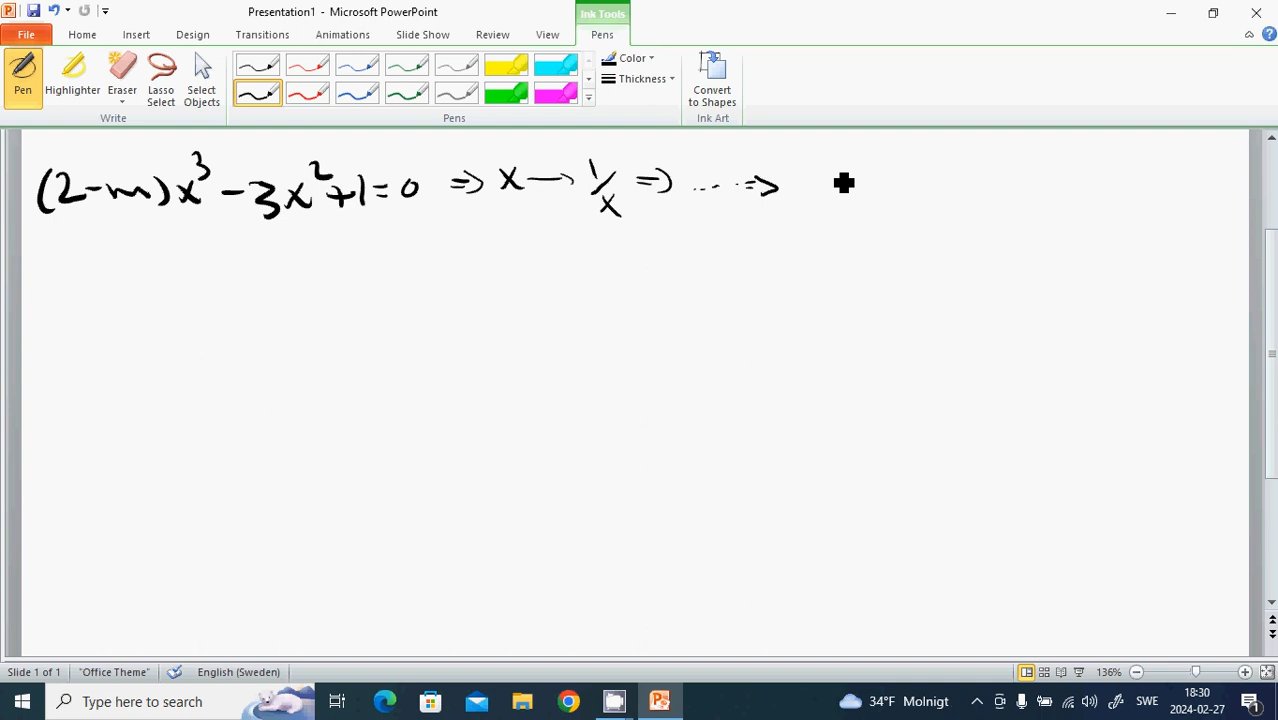 Presentation1 - Microsoft PowerPoint
Ink Tools
File Home Insert Design Transitions Animations Slide Show Review View Pens
Pen Highlighter Eraser Lasso Select Select Objects
Color
Thickness
Convert to Shapes
Write Pens Ink Art
(2-m)x³ - 3x² + 1 = 0 ⇒ x → 1/x ⇒ ..... ⇒
Slide 1 of 1 "Office Theme" English (Sweden) 136%
Type here to search 34°F Molnigt SWE 18:30
2024-02-27 1